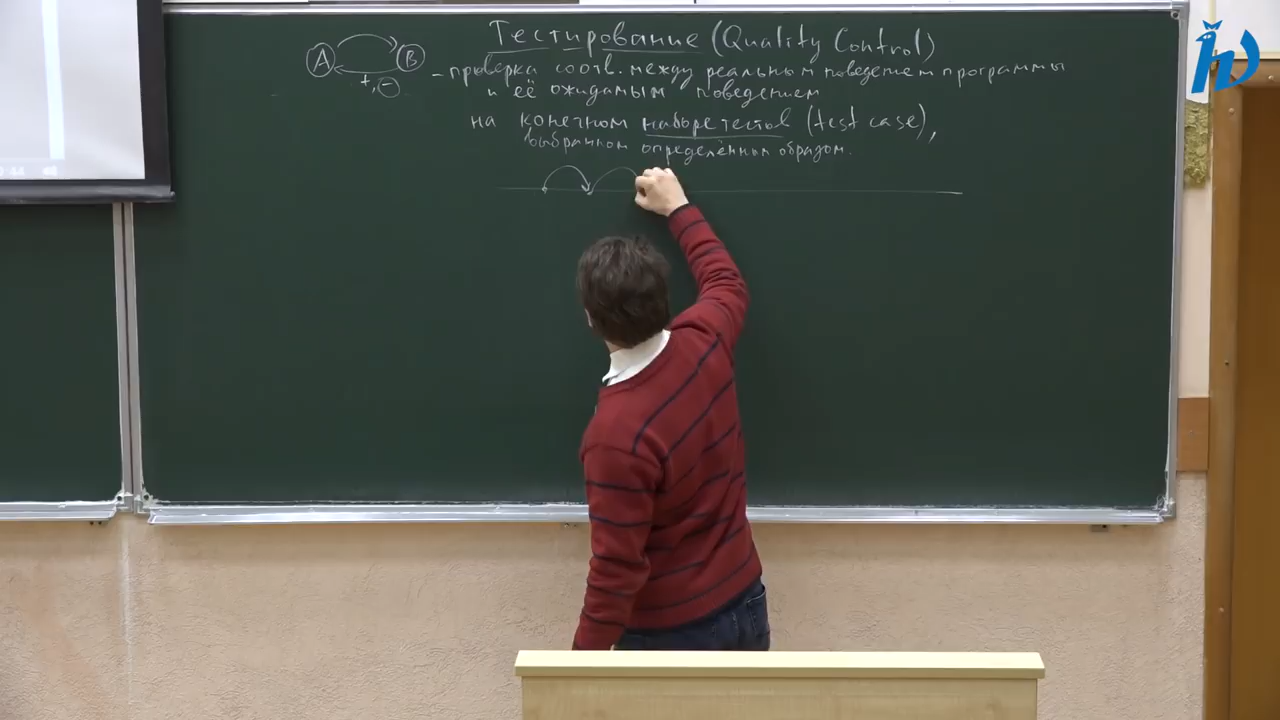 Тестирование (Quality Control)
A B
+, -
- проверка соотв. между реальным поведением программы
и её ожидаемым поведением
на конечном наборе тестов (test case),
выбранном определённым образом.